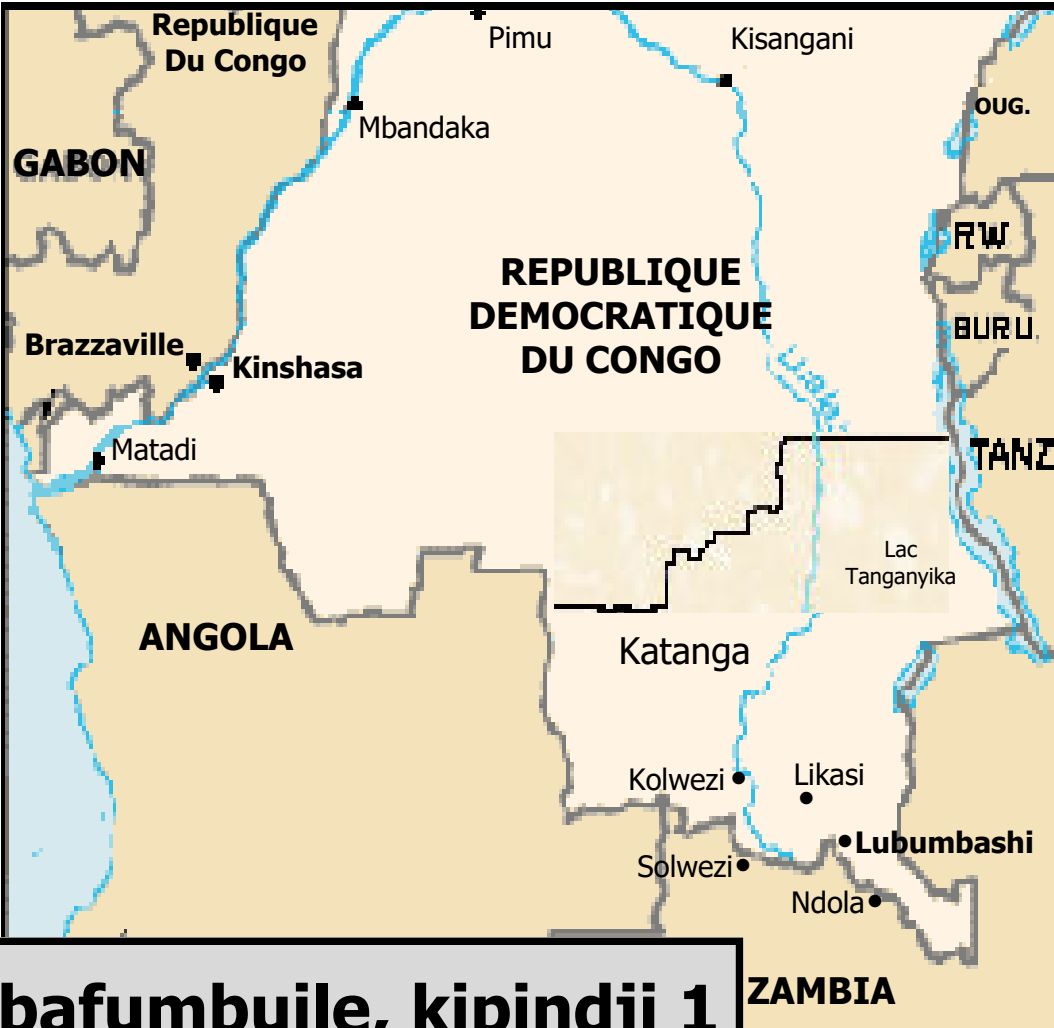 Republique
Du Congo
Pimu
Kisangani
OUG.
Mbandaka
GABON
RW
REPUBLIQUE
DEMOCRATIQUE
DU CONGO
BURU.
Brazzaville
Kinshasa
Matadi
TANZ
Lac
Tanganyika
ANGOLA
Katanga
Kolwezi
Likasi
Lubumbashi
Solwezi
Ndola
ZAMBIA
bafumbuile, kipindji 1